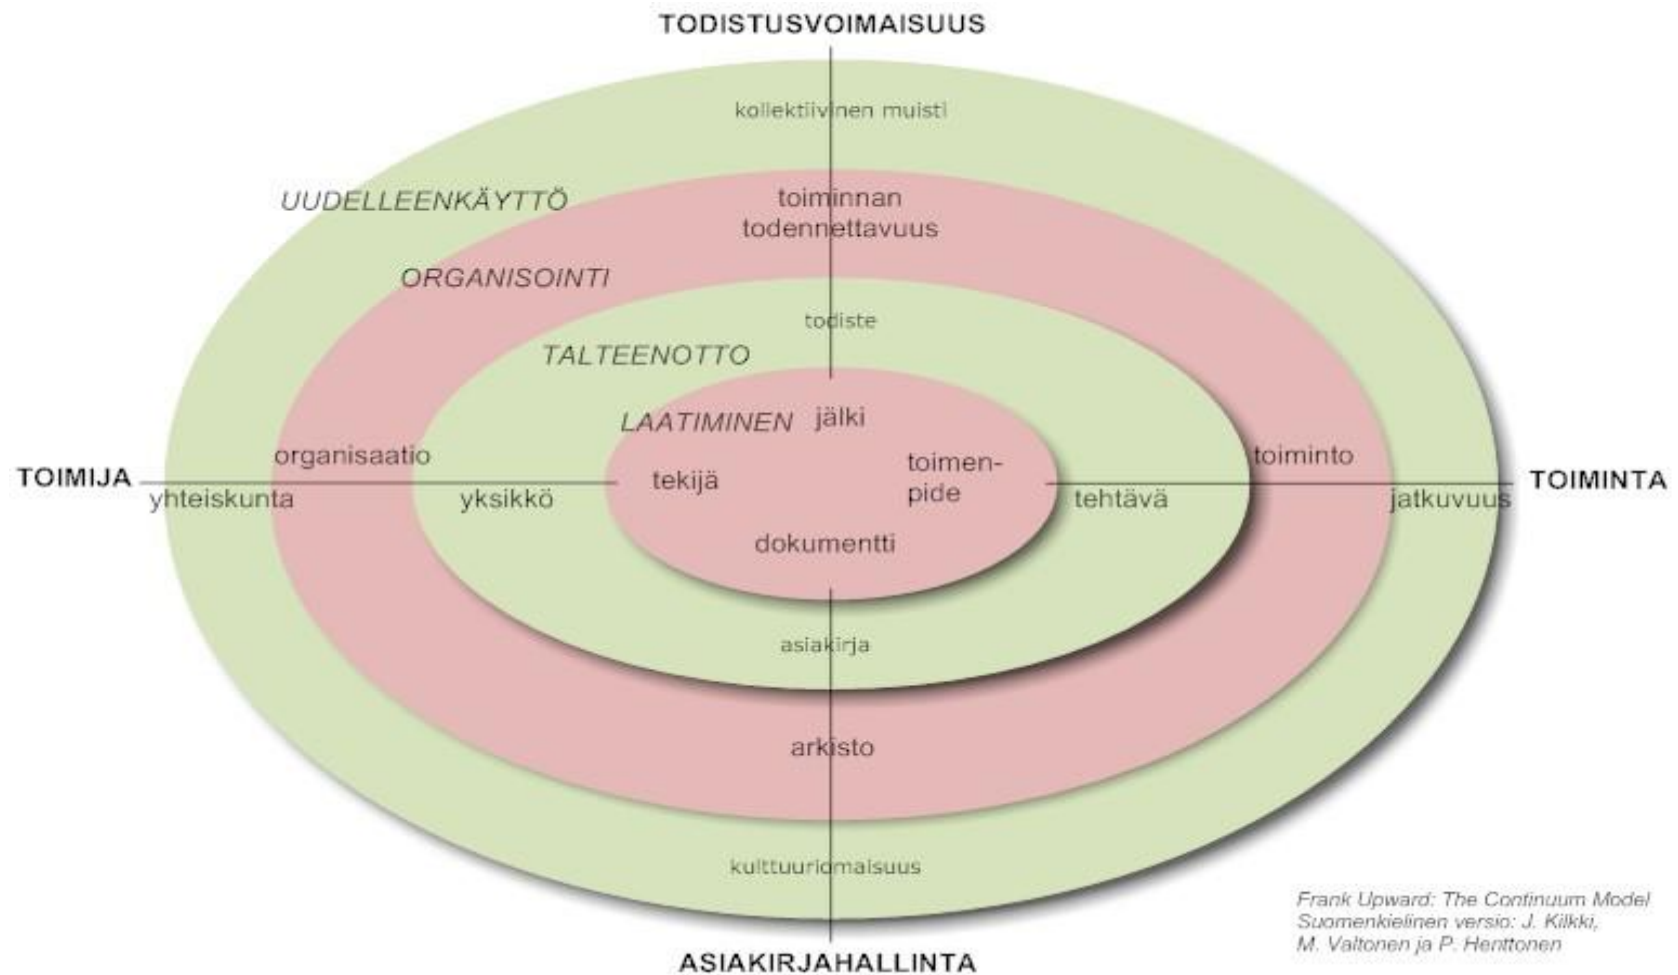 TODISTUSVOIMAISUUS
kollektiivinen muisti
UUDELLEENKÄYTTÖ
toiminnan
todennettavuus
ORGANISOINTI
todiste
TALTEENOTTO
LAATIMINEN
jälki
organisaatio
toimen-
pide
toiminto
TOIMIJA
tekijä
TOIMINTA
yhteiskunta
yksikkö
tehtävä
jatkuvuus
dokumentti
asiakirja
arkisto
kulttuuriomaisuus
Frank Upward: The Continuum Model
Suomenkielinen versio: J. Kilkki,
M. Valtonen ja P. Henttonen
ASIAKIRJAHALLINTA